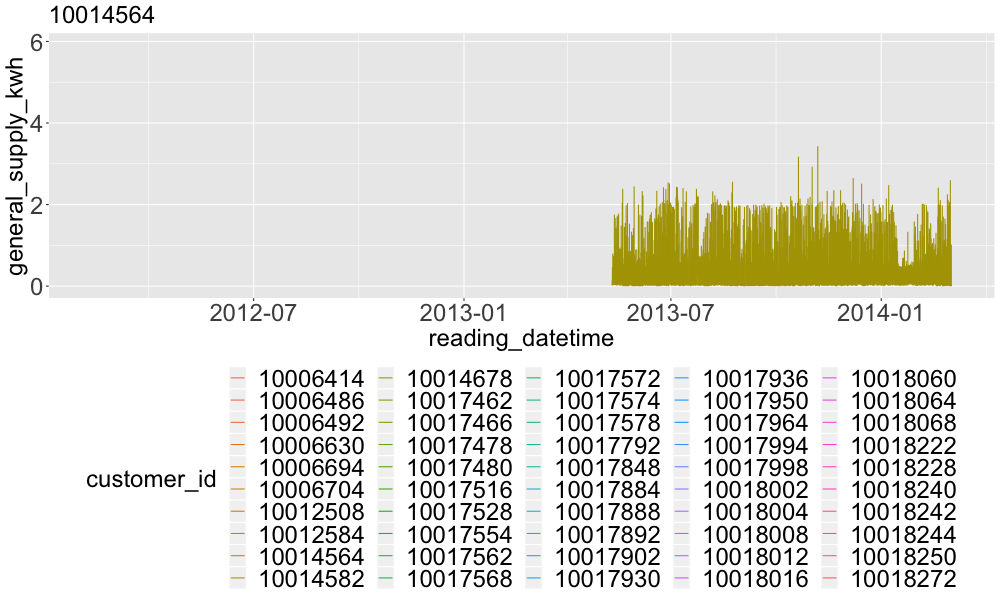 10014564
general_supply_kwh
6
4
2
0
2012-07 2013-01 2013-07 2014-01
reading_datetime
customer_id
10006414 10014678 10017572 10017936 10018060
10006486 10017462 10017574 10017950 10018064
10006492 10017466 10017578 10017964 10018068
10006630 10017478 10017792 10017994 10018222
10006694 10017480 10017848 10017998 10018228
10006704 10017516 10017884 10018002 10018240
10012508 10017528 10017888 10018004 10018242
10012584 10017554 10017892 10018008 10018244
10014564 10017562 10017902 10018012 10018250
10014582 10017568 10017930 10018016 10018272